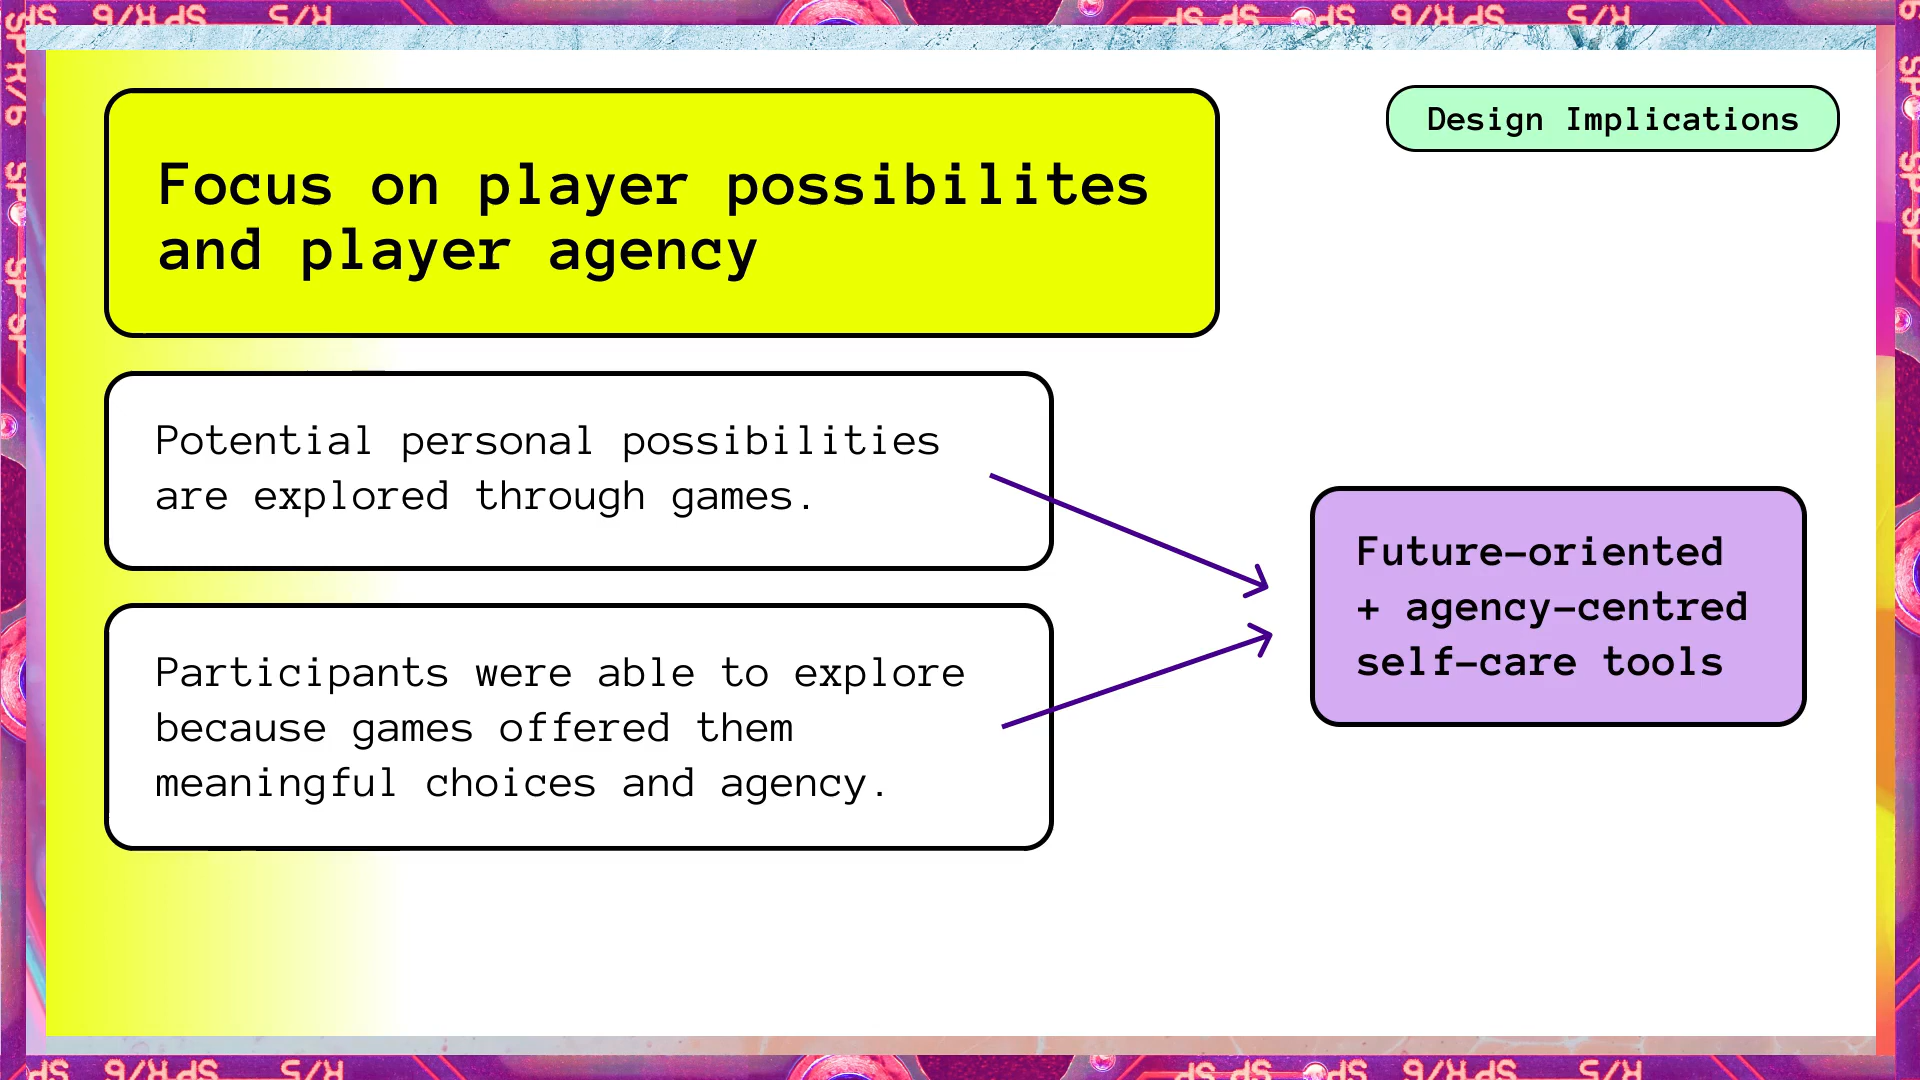 Focus on player possibilites
and player agency
Design Implications
Potential personal possibilities
are explored through games.
Participants were able to explore
because games offered them
meaningful choices and agency.
Future-oriented
+ agency-centred
self-care tools